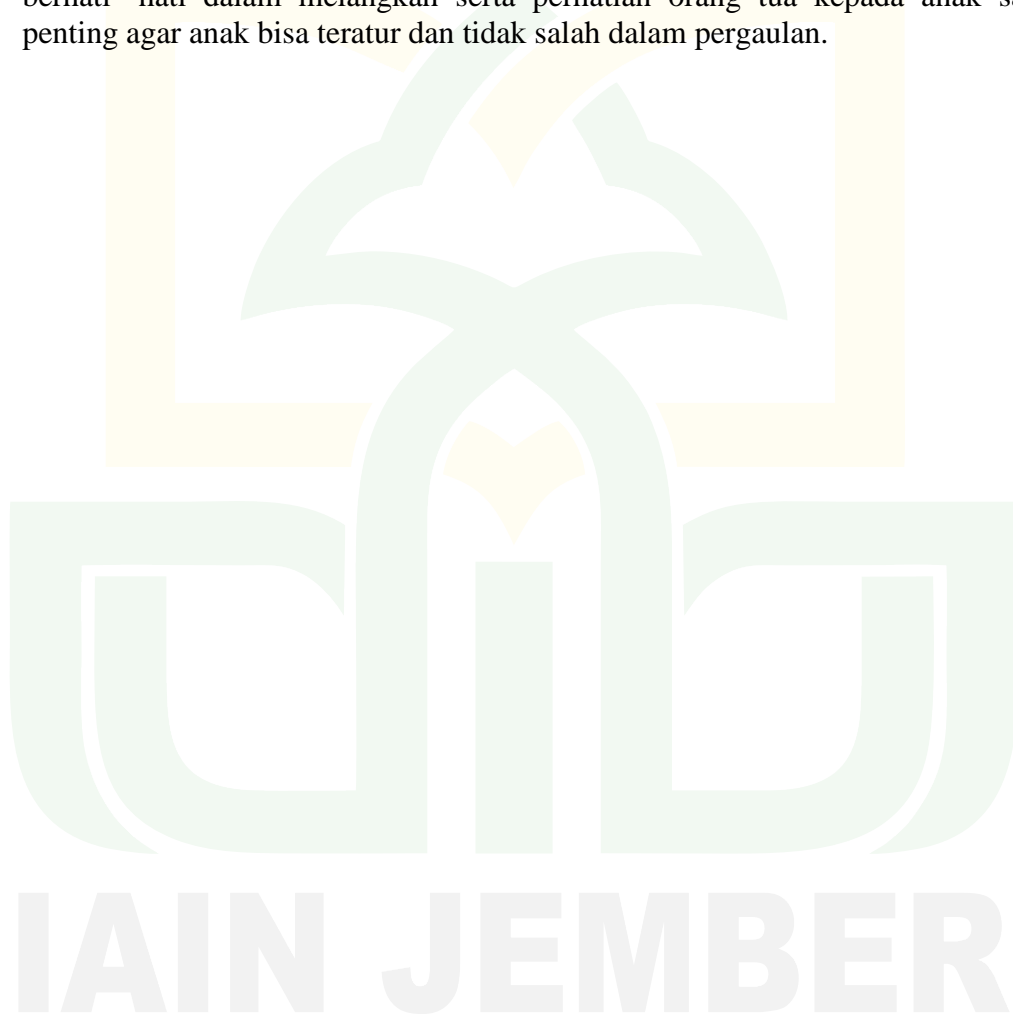 berhati- hati dalam melangkah serta perhatian orang tua kepada anak
penting agar anak bisa teratur dan tidak salah dalam pergaulan.
IAIN JEMBER